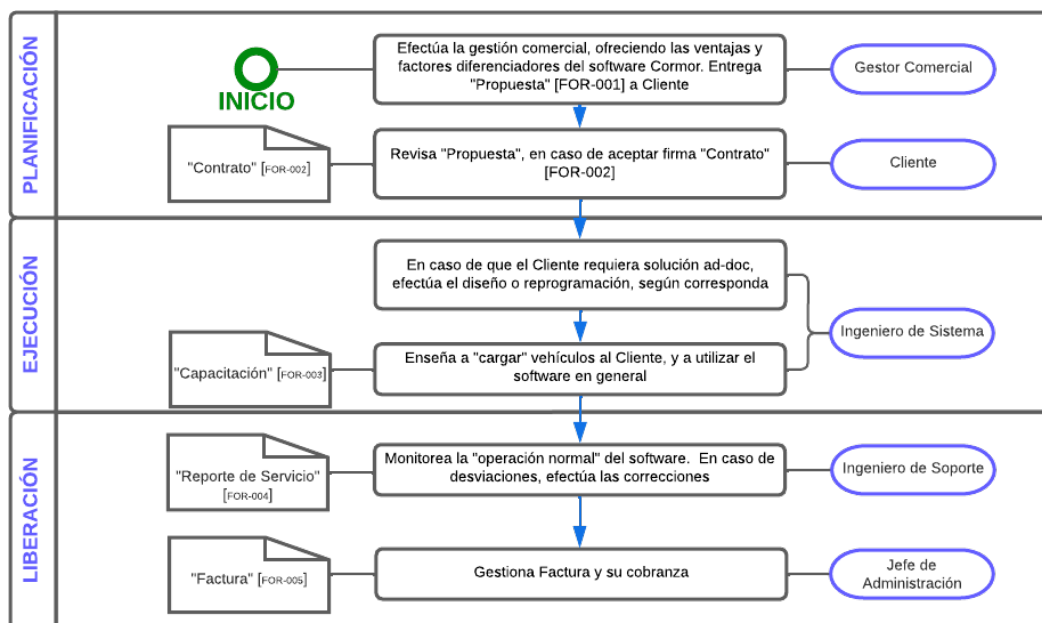 PLANIFICACIÓN
INICIO
Efectúa la gestión comercial, ofreciendo las ventajas y
factores diferenciadores del software Cormor. Entrega
"Propuesta" [FOR-001] a Cliente
Gestor Comercial
"Contrato" [FOR-002]
Revisa "Propuesta", en caso de aceptar firma "Contrato"
[FOR-002]
Cliente
EJECUCIÓN
En caso de que el Cliente requiera solución ad-doc,
efectúa el diseño o reprogramación, según corresponda
Ingeniero de Sistema
"Capacitación" [FOR-003]
Enseña a "cargar" vehículos al Cliente, y a utilizar el
software en general
LIBERACIÓN
"Reporte de Servicio"
[FOR-004]
Monitorea la "operación normal" del software. En caso de
desviaciones, efectúa las correcciones
Ingeniero de Soporte
"Factura" [FOR-005]
Gestiona Factura y su cobranza
Jefe de
Administración